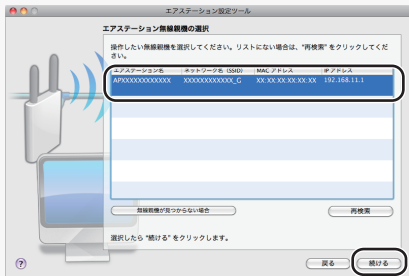 エアステーション設定ツール
エアステーション無線親機の選択
操作したい無線親機を選択してください。リストにない場合は、"再検索" をクリックしてくだ
さい。
エアステーション名 ネットワーク名 (SSID) MAC アドレス IP アドレス
APXXXXXXXXXXXX XXXXXXXXXXXX_G XX:XX:XX:XX:XX:XX 192.168.11.1
無線親機が見つからない場合 再検索
選択したら "続ける" をクリックします。
? 戻る 続ける